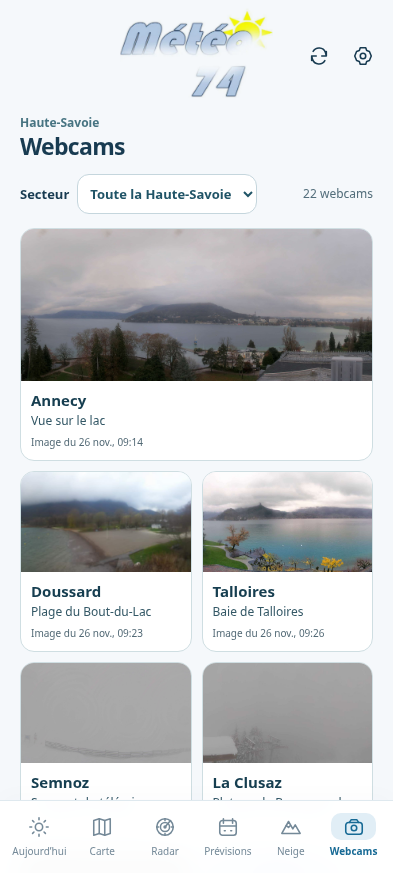 Météo
74
Haute-Savoie
Webcams
Secteur Toute la Haute-Savoie 22 webcams
Annecy
Vue sur le lac
Image du 26 nov., 09:14
Doussard
Plage du Bout-du-Lac
Image du 26 nov., 09:23
Talloires
Baie de Talloires
Image du 26 nov., 09:26
Semnoz
La Clusaz
Aujourd'hui Carte Radar Prévisions Neige Webcams